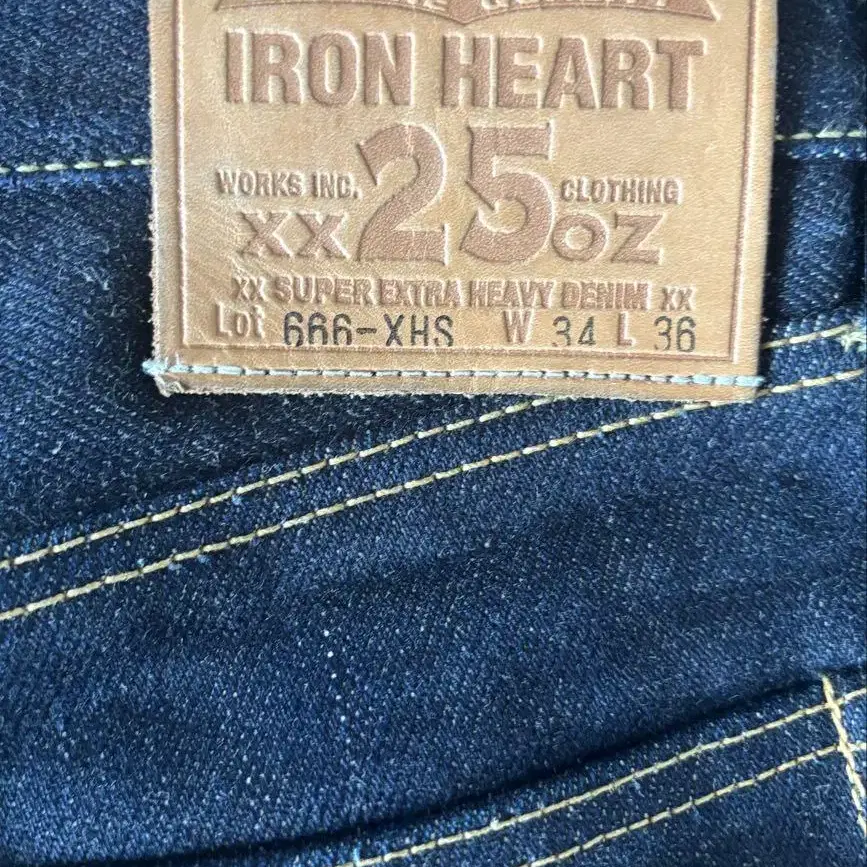 IRON HEART
WORKS INC. 25 CLOTHING
XX OZ
XX SUPER EXTRA HEAVY DENIM XX
Lot 666-XHS W 34 L 36